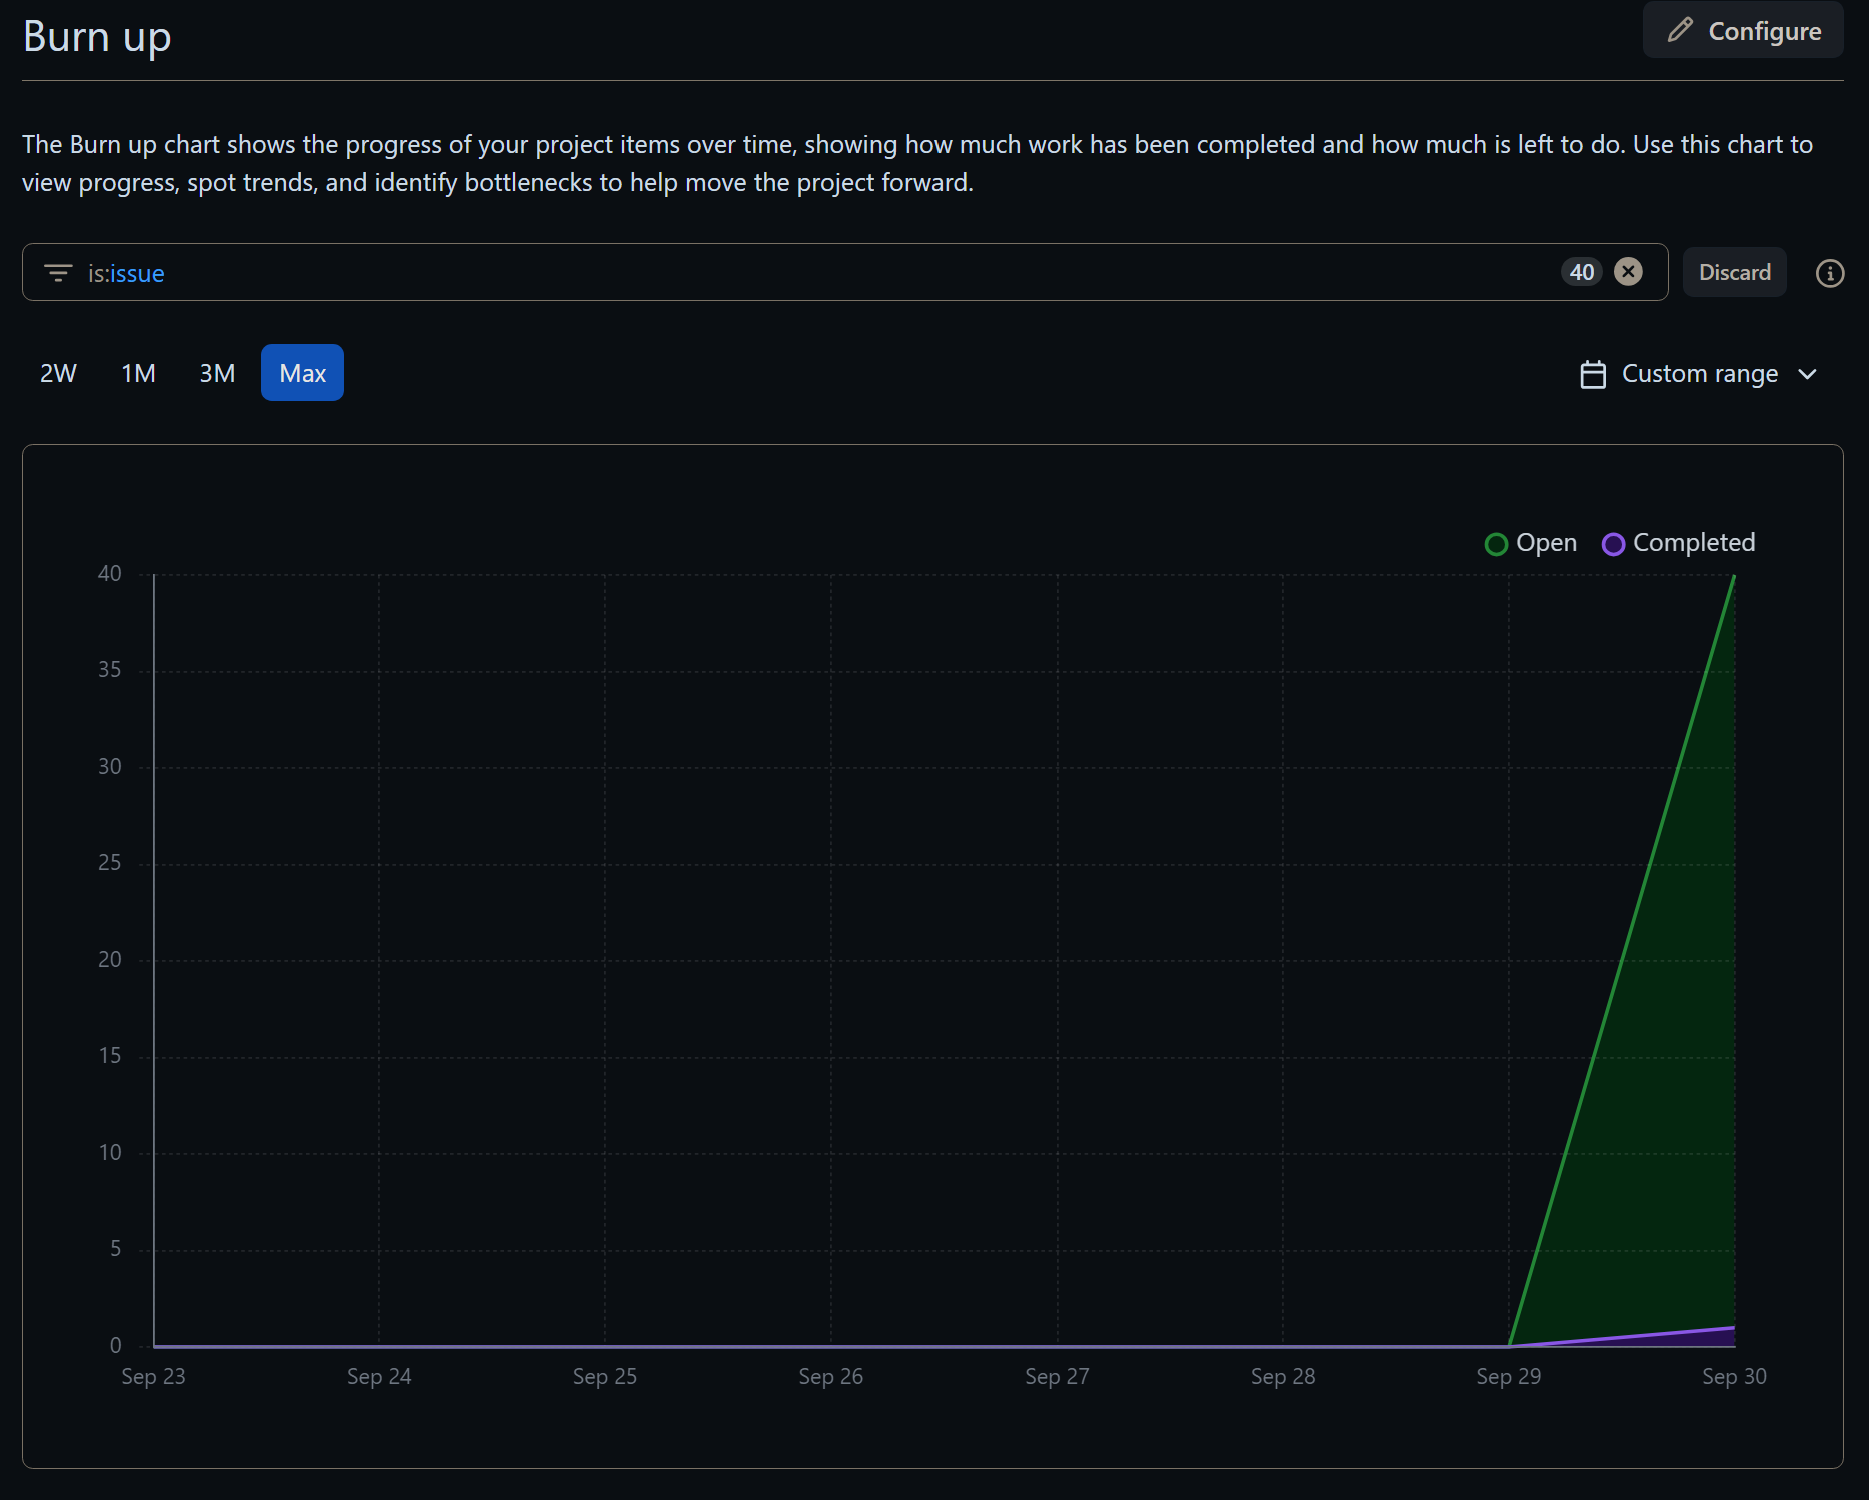 Burn up
Configure
The Burn up chart shows the progress of your project items over time, showing how much work has been completed and how much is left to do. Use this chart to
view progress, spot trends, and identify bottlenecks to help move the project forward.
is:issue
40
Discard
2W 1M 3M Max
Custom range
Open Completed
40
35
30
25
20
15
10
5
0
Sep 23 Sep 24 Sep 25 Sep 26 Sep 27 Sep 28 Sep 29 Sep 30